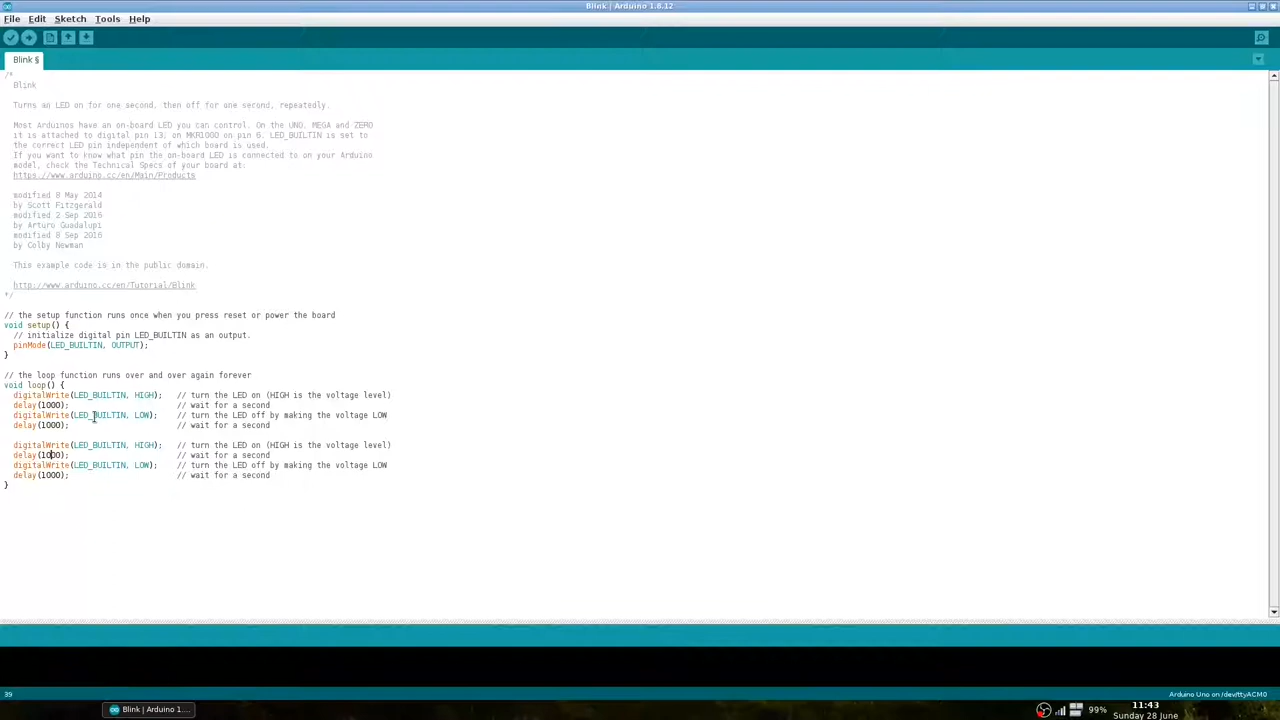 Blink | Arduino 1.8.12
File Edit Sketch Tools Help
Blink §
/*
Blink
Turns an LED on for one second, then off for one second, repeatedly.
Most Arduinos have an on-board LED you can control. On the UNO, MEGA and ZERO
it is attached to digital pin 13, on MKR1000 on pin 6. LED_BUILTIN is set to
the correct LED pin independent of which board is used.
If you want to know what pin the on-board LED is connected to on your Arduino
model, check the Technical Specs of your board at:
https://www.arduino.cc/en/Main/Products
modified 8 May 2014
by Scott Fitzgerald
modified 2 Sep 2016
by Arturo Guadalupi
modified 8 Sep 2016
by Colby Newman
This example code is in the public domain.
http://www.arduino.cc/en/Tutorial/Blink
*/
// the setup function runs once when you press reset or power the board
void setup() {
// initialize digital pin LED_BUILTIN as an output.
pinMode(LED_BUILTIN, OUTPUT);
}
// the loop function runs over and over again forever
void loop() {
digitalWrite(LED_BUILTIN, HIGH); // turn the LED on (HIGH is the voltage level)
delay(1000); // wait for a second
digitalWrite(LED_BUILTIN, LOW); // turn the LED off by making the voltage LOW
delay(1000); // wait for a second
digitalWrite(LED_BUILTIN, HIGH); // turn the LED on (HIGH is the voltage level)
delay(1000); // wait for a second
digitalWrite(LED_BUILTIN, LOW); // turn the LED off by making the voltage LOW
delay(1000); // wait for a second
}
39 Arduino Uno on /dev/ttyACM0
Blink | Arduino 1.... 99% 11:43
Sunday 28 June